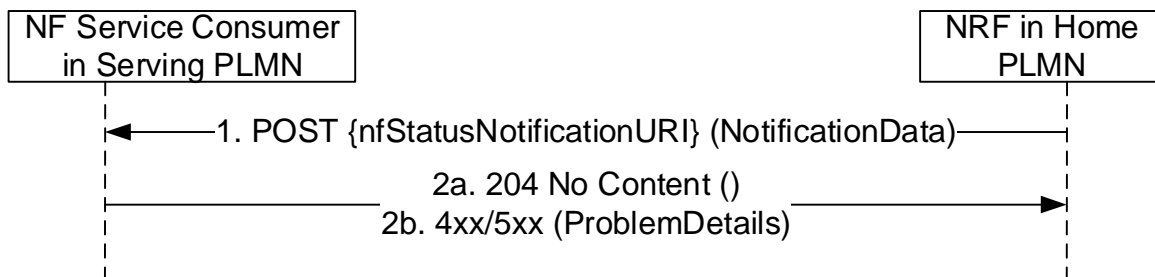 NF Service Consumer
in Serving PLMN
NRF in Home
PLMN
1. POST {nfStatusNotificationURI} (NotificationData)
2a. 204 No Content ()
2b. 4xx/5xx (ProblemDetails)